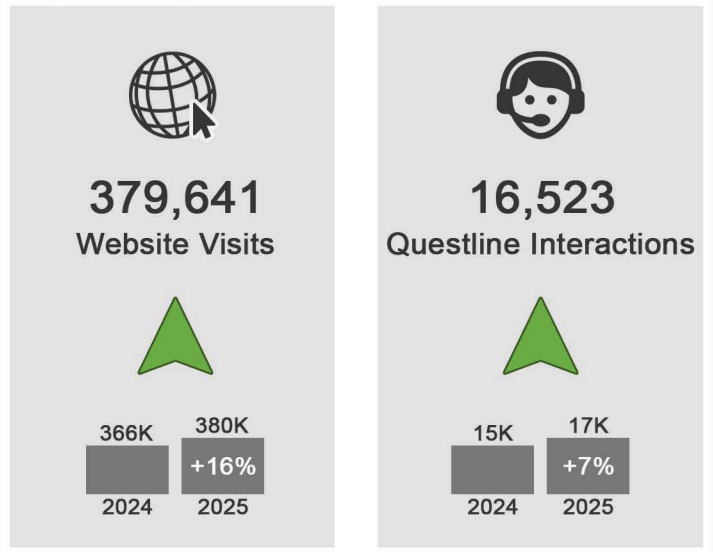 379,641
Website Visits
366K
380K
+16%
2024
2025
16,523
Questline Interactions
15K
17K
+7%
2024
2025